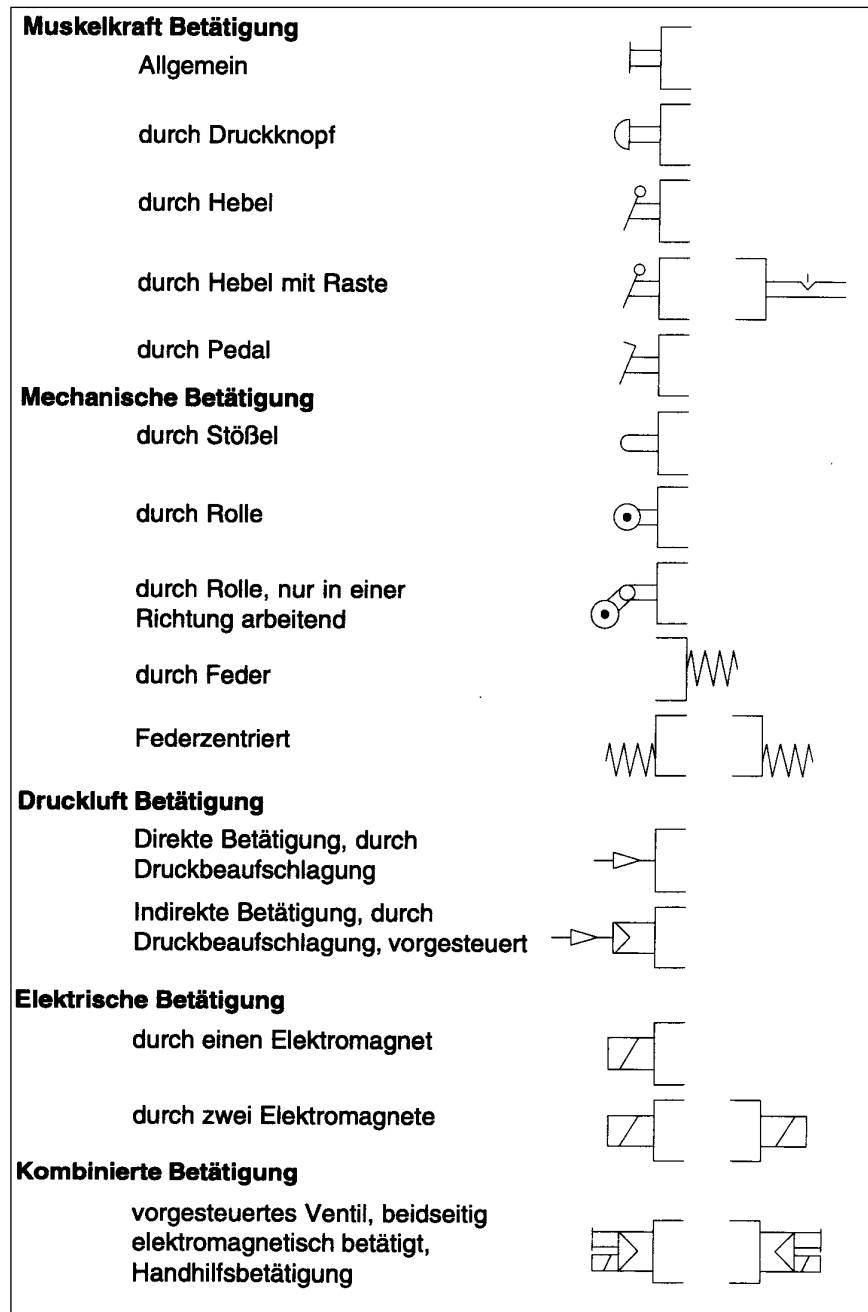 Muskelkraft Betätigung
Allgemein
durch Druckknopf
durch Hebel
durch Hebel mit Raste
durch Pedal
Mechanische Betätigung
durch Stößel
durch Rolle
durch Rolle, nur in einer
Richtung arbeitend
durch Feder
Federzentriert
Druckluft Betätigung
Direkte Betätigung, durch
Druckbeaufschlagung
Indirekte Betätigung, durch
Druckbeaufschlagung, vorgesteuert
Elektrische Betätigung
durch einen Elektromagnet
durch zwei Elektromagnete
Kombinierte Betätigung
vorgesteuertes Ventil, beidseitig
elektromagnetisch betätigt,
Handhilfsbetätigung